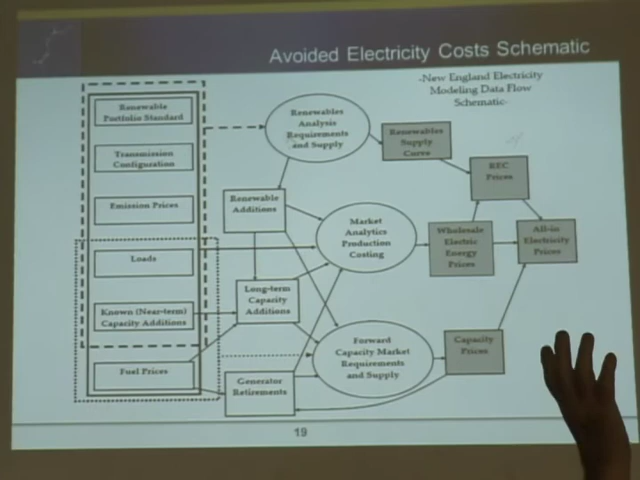 Avoided Electricity Costs Schematic
-New England Electricity
Modeling Data Flow
Schematic-
Renewable
Portfolio Standard
Transmission
Configuration
Emission Prices
Loads
Known (Near-term)
Capacity Additions
Fuel Prices
Renewables
Analysis
Requirements
and Supply
Renewables
Supply
Curve
REC
Prices
Renewable
Additions
Market
Analytics
Production
Costing
Wholesale
Electric
Energy
Prices
All-in
Electricity
Prices
Long-term
Capacity
Additions
Forward
Capacity Market
Requirements
and Supply
Capacity
Prices
Generator
Retirements
19